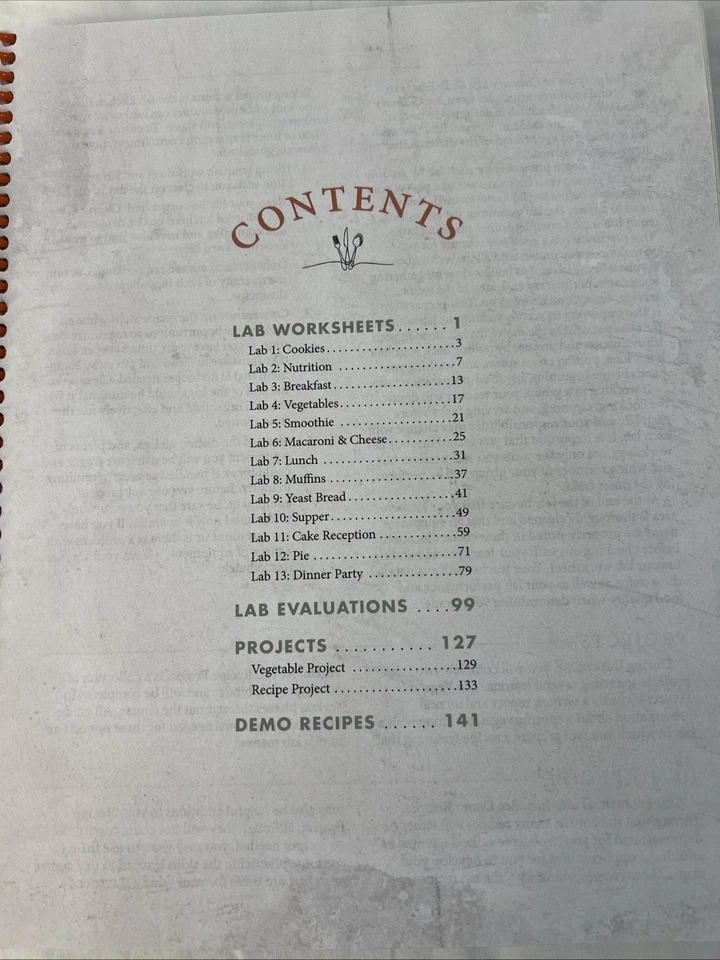 CONTENTS
LAB WORKSHEETS . . . . . . 1
Lab 1: Cookies . . . . . . . . . . . . . . . . . . . . . . 3
Lab 2: Nutrition . . . . . . . . . . . . . . . . . . . . . 7
Lab 3: Breakfast . . . . . . . . . . . . . . . . . . . . 13
Lab 4: Vegetables . . . . . . . . . . . . . . . . . . . 17
Lab 5: Smoothie . . . . . . . . . . . . . . . . . . . . 21
Lab 6: Macaroni & Cheese . . . . . . . . . . . 25
Lab 7: Lunch . . . . . . . . . . . . . . . . . . . . . . . 31
Lab 8: Muffins . . . . . . . . . . . . . . . . . . . . . 37
Lab 9: Yeast Bread . . . . . . . . . . . . . . . . . . 41
Lab 10: Supper . . . . . . . . . . . . . . . . . . . . . 49
Lab 11: Cake Reception . . . . . . . . . . . . . 59
Lab 12: Pie . . . . . . . . . . . . . . . . . . . . . . . . 71
Lab 13: Dinner Party . . . . . . . . . . . . . . . 79
LAB EVALUATIONS . . . . 99
PROJECTS . . . . . . . . . . . 127
Vegetable Project . . . . . . . . . . . . . . . . . . 129
Recipe Project . . . . . . . . . . . . . . . . . . . . . 133
DEMO RECIPES . . . . . . 141